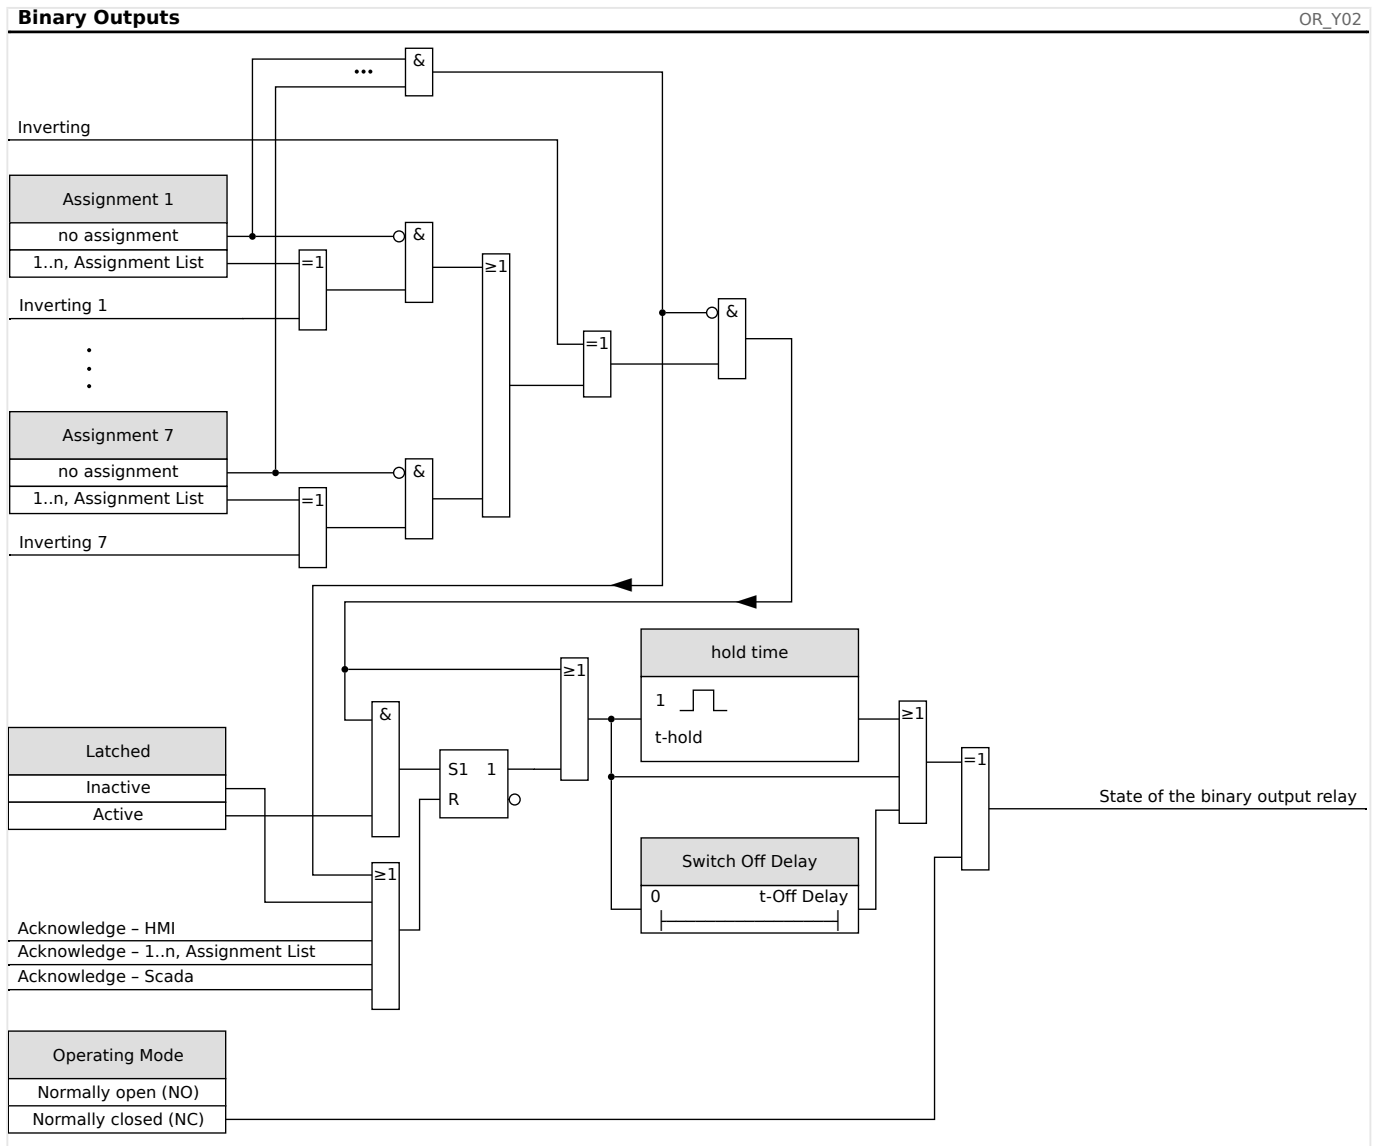 Binary Outputs OR_Y02
&
•••
Inverting
Assignment 1
no assignment
1..n, Assignment List
=1
&
≥1
Inverting 1
&
=1
Assignment 7
no assignment
1..n, Assignment List
=1
&
Inverting 7
hold time
1
t-hold
≥1
&
≥1
Latched
Inactive
Active
S1 1
R
=1
State of the binary output relay
Switch Off Delay
0 t-Off Delay
≥1
Acknowledge – HMI
Acknowledge – 1..n, Assignment List
Acknowledge – Scada
Operating Mode
Normally open (NO)
Normally closed (NC)